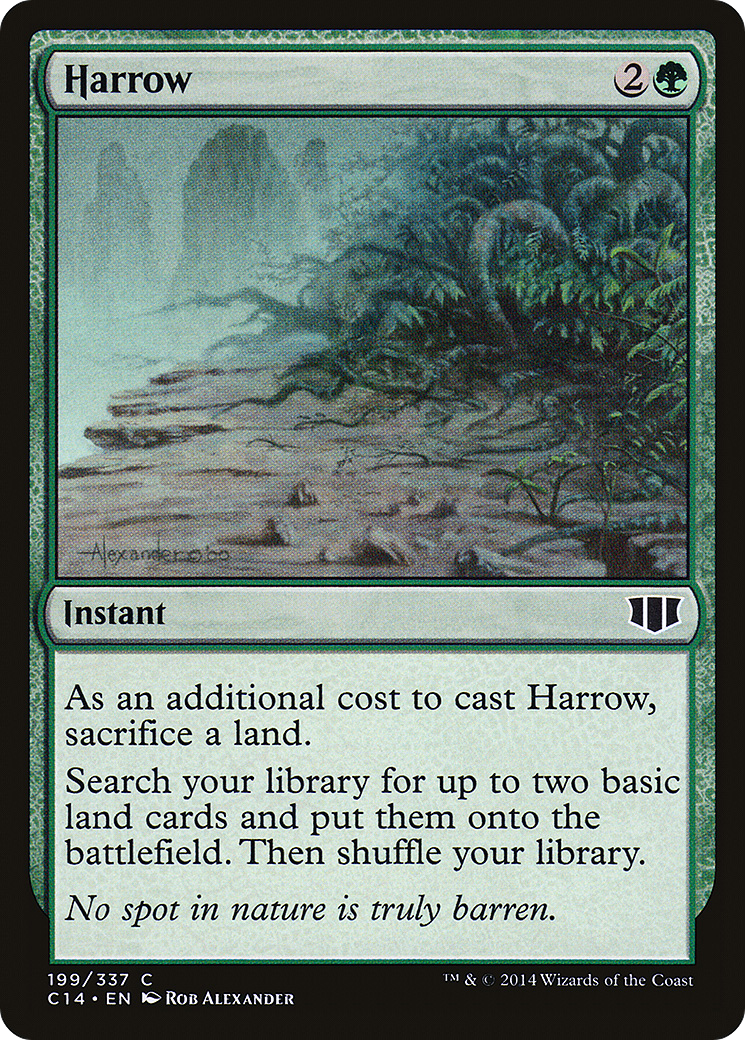 Harrow
2
Alexander © 00
Instant
As an additional cost to cast Harrow,
sacrifice a land.
Search your library for up to two basic
land cards and put them onto the
battlefield. Then shuffle your library.
No spot in nature is truly barren.
199/337 C
™ & © 2014 Wizards of the Coast
C14 • EN Rob Alexander